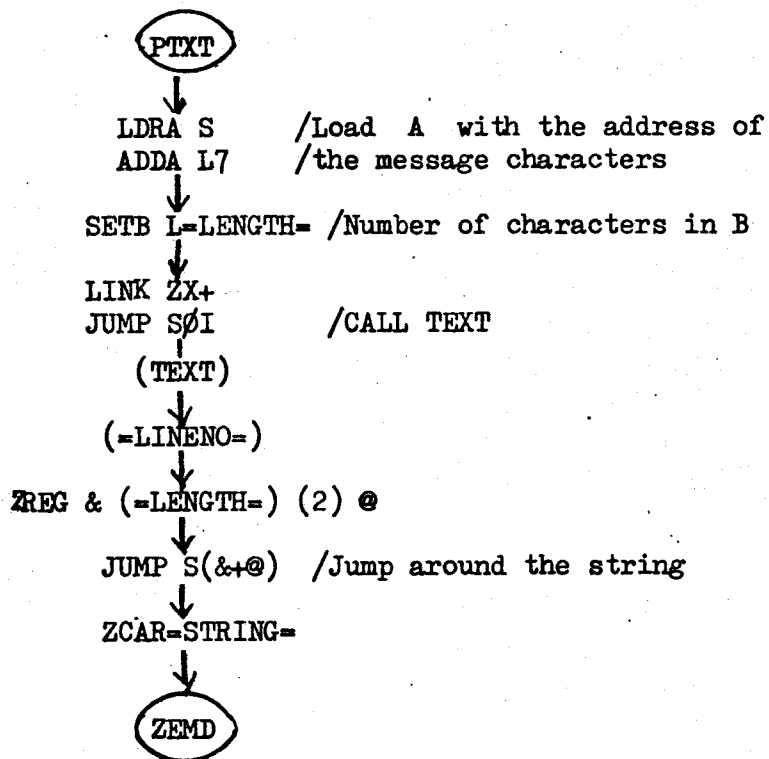 PTXT
LDRA S /Load A with the address of
ADDA L7 /the message characters
SETB L=LENGTH= /Number of characters in B
LINK ZX+
JUMP SØI /CALL TEXT
(TEXT)
(=LINENO=)
ZREG & (=LENGTH=) (2) @
JUMP S(&+@) /Jump around the string
ZCAR=STRING=
ZEMD